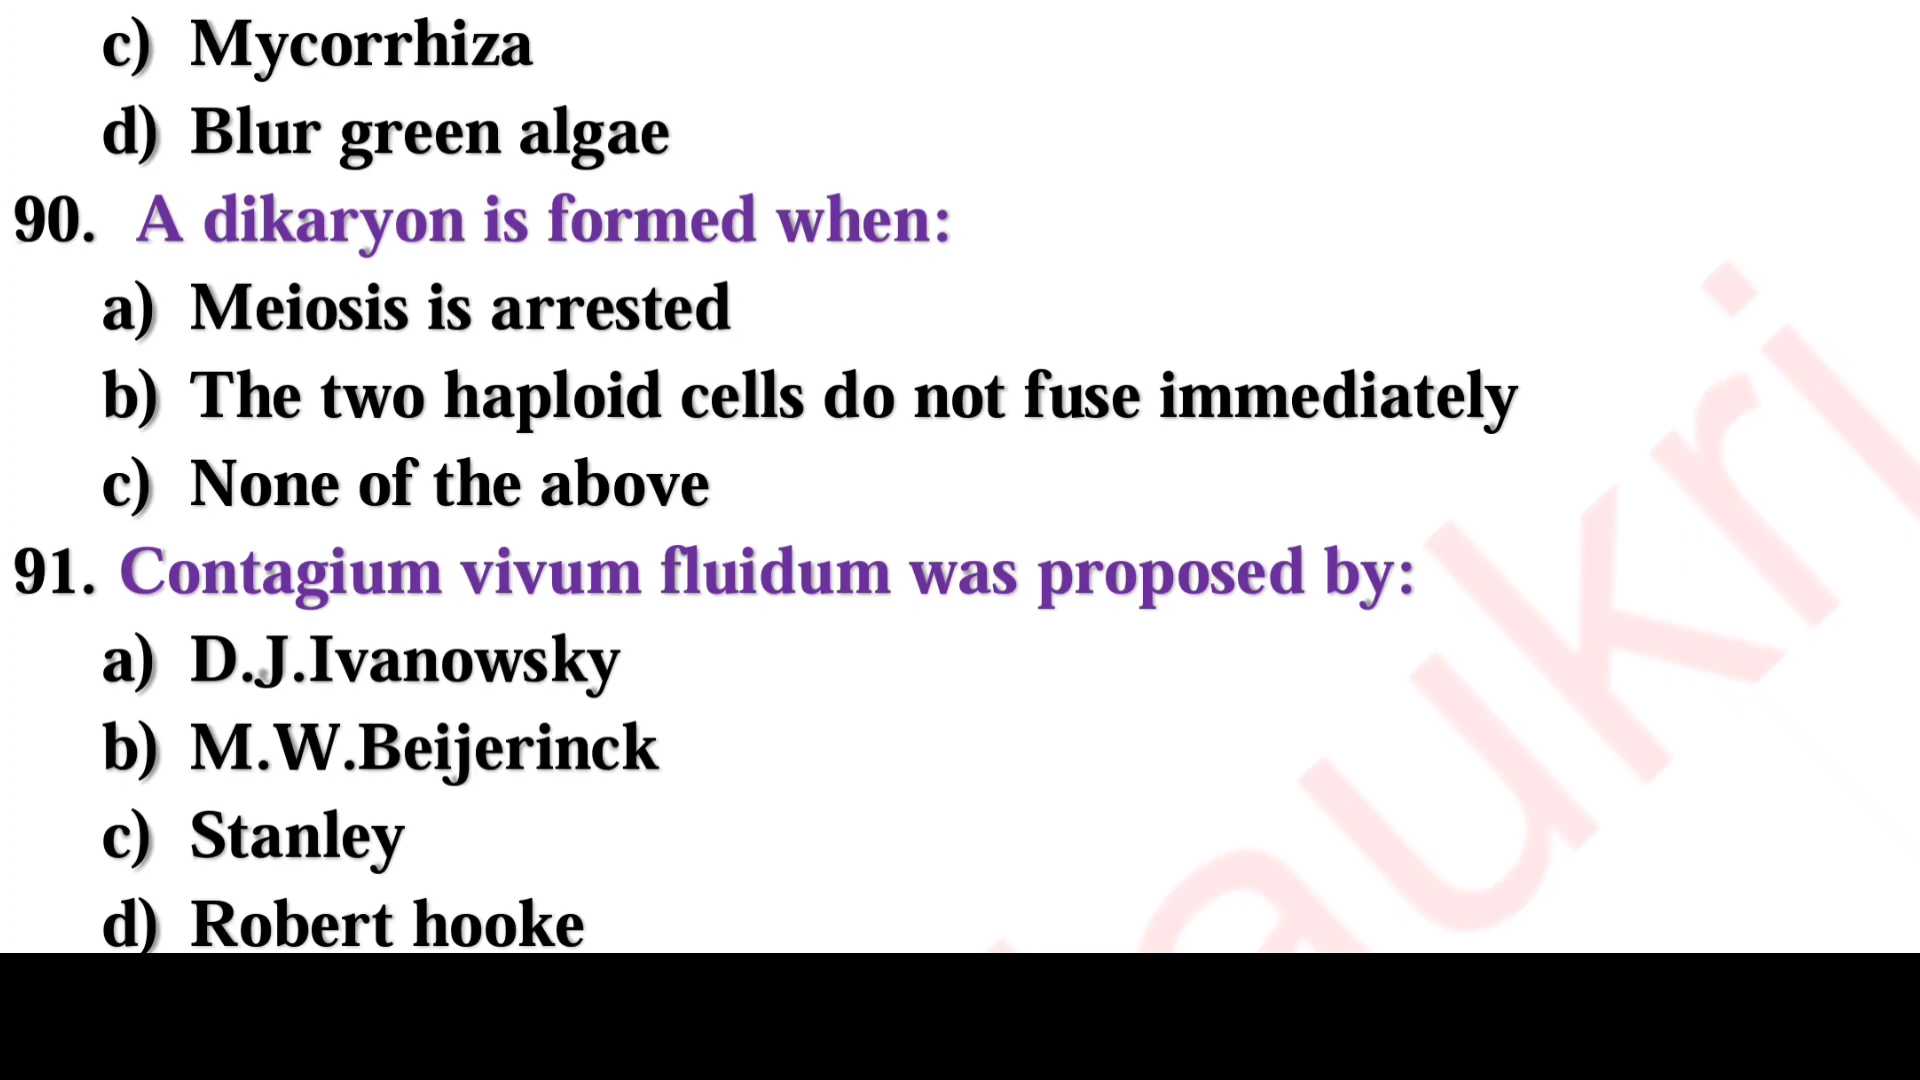 c) Mycorrhiza
d) Blur green algae
90. A dikaryon is formed when:
a) Meiosis is arrested
b) The two haploid cells do not fuse immediately
c) None of the above
91. Contagium vivum fluidum was proposed by:
a) D.J.Ivanowsky
b) M.W.Beijerinck
c) Stanley
d) Robert hooke
aukri